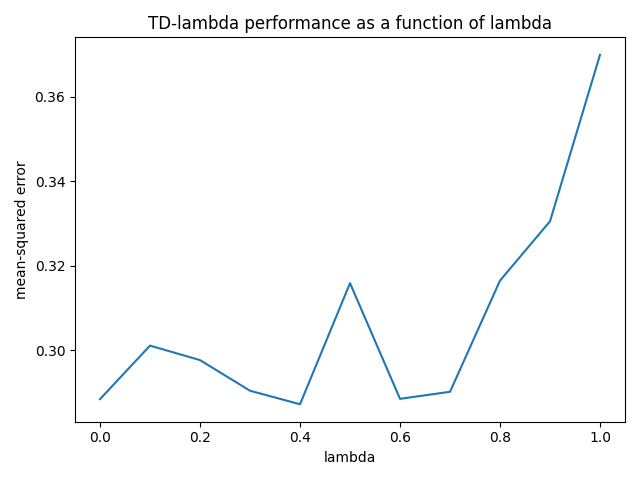 TD-lambda performance as a function of lambda
mean-squared error
0.36
0.34
0.32
0.30
0.0 0.2 0.4 0.6 0.8 1.0
lambda